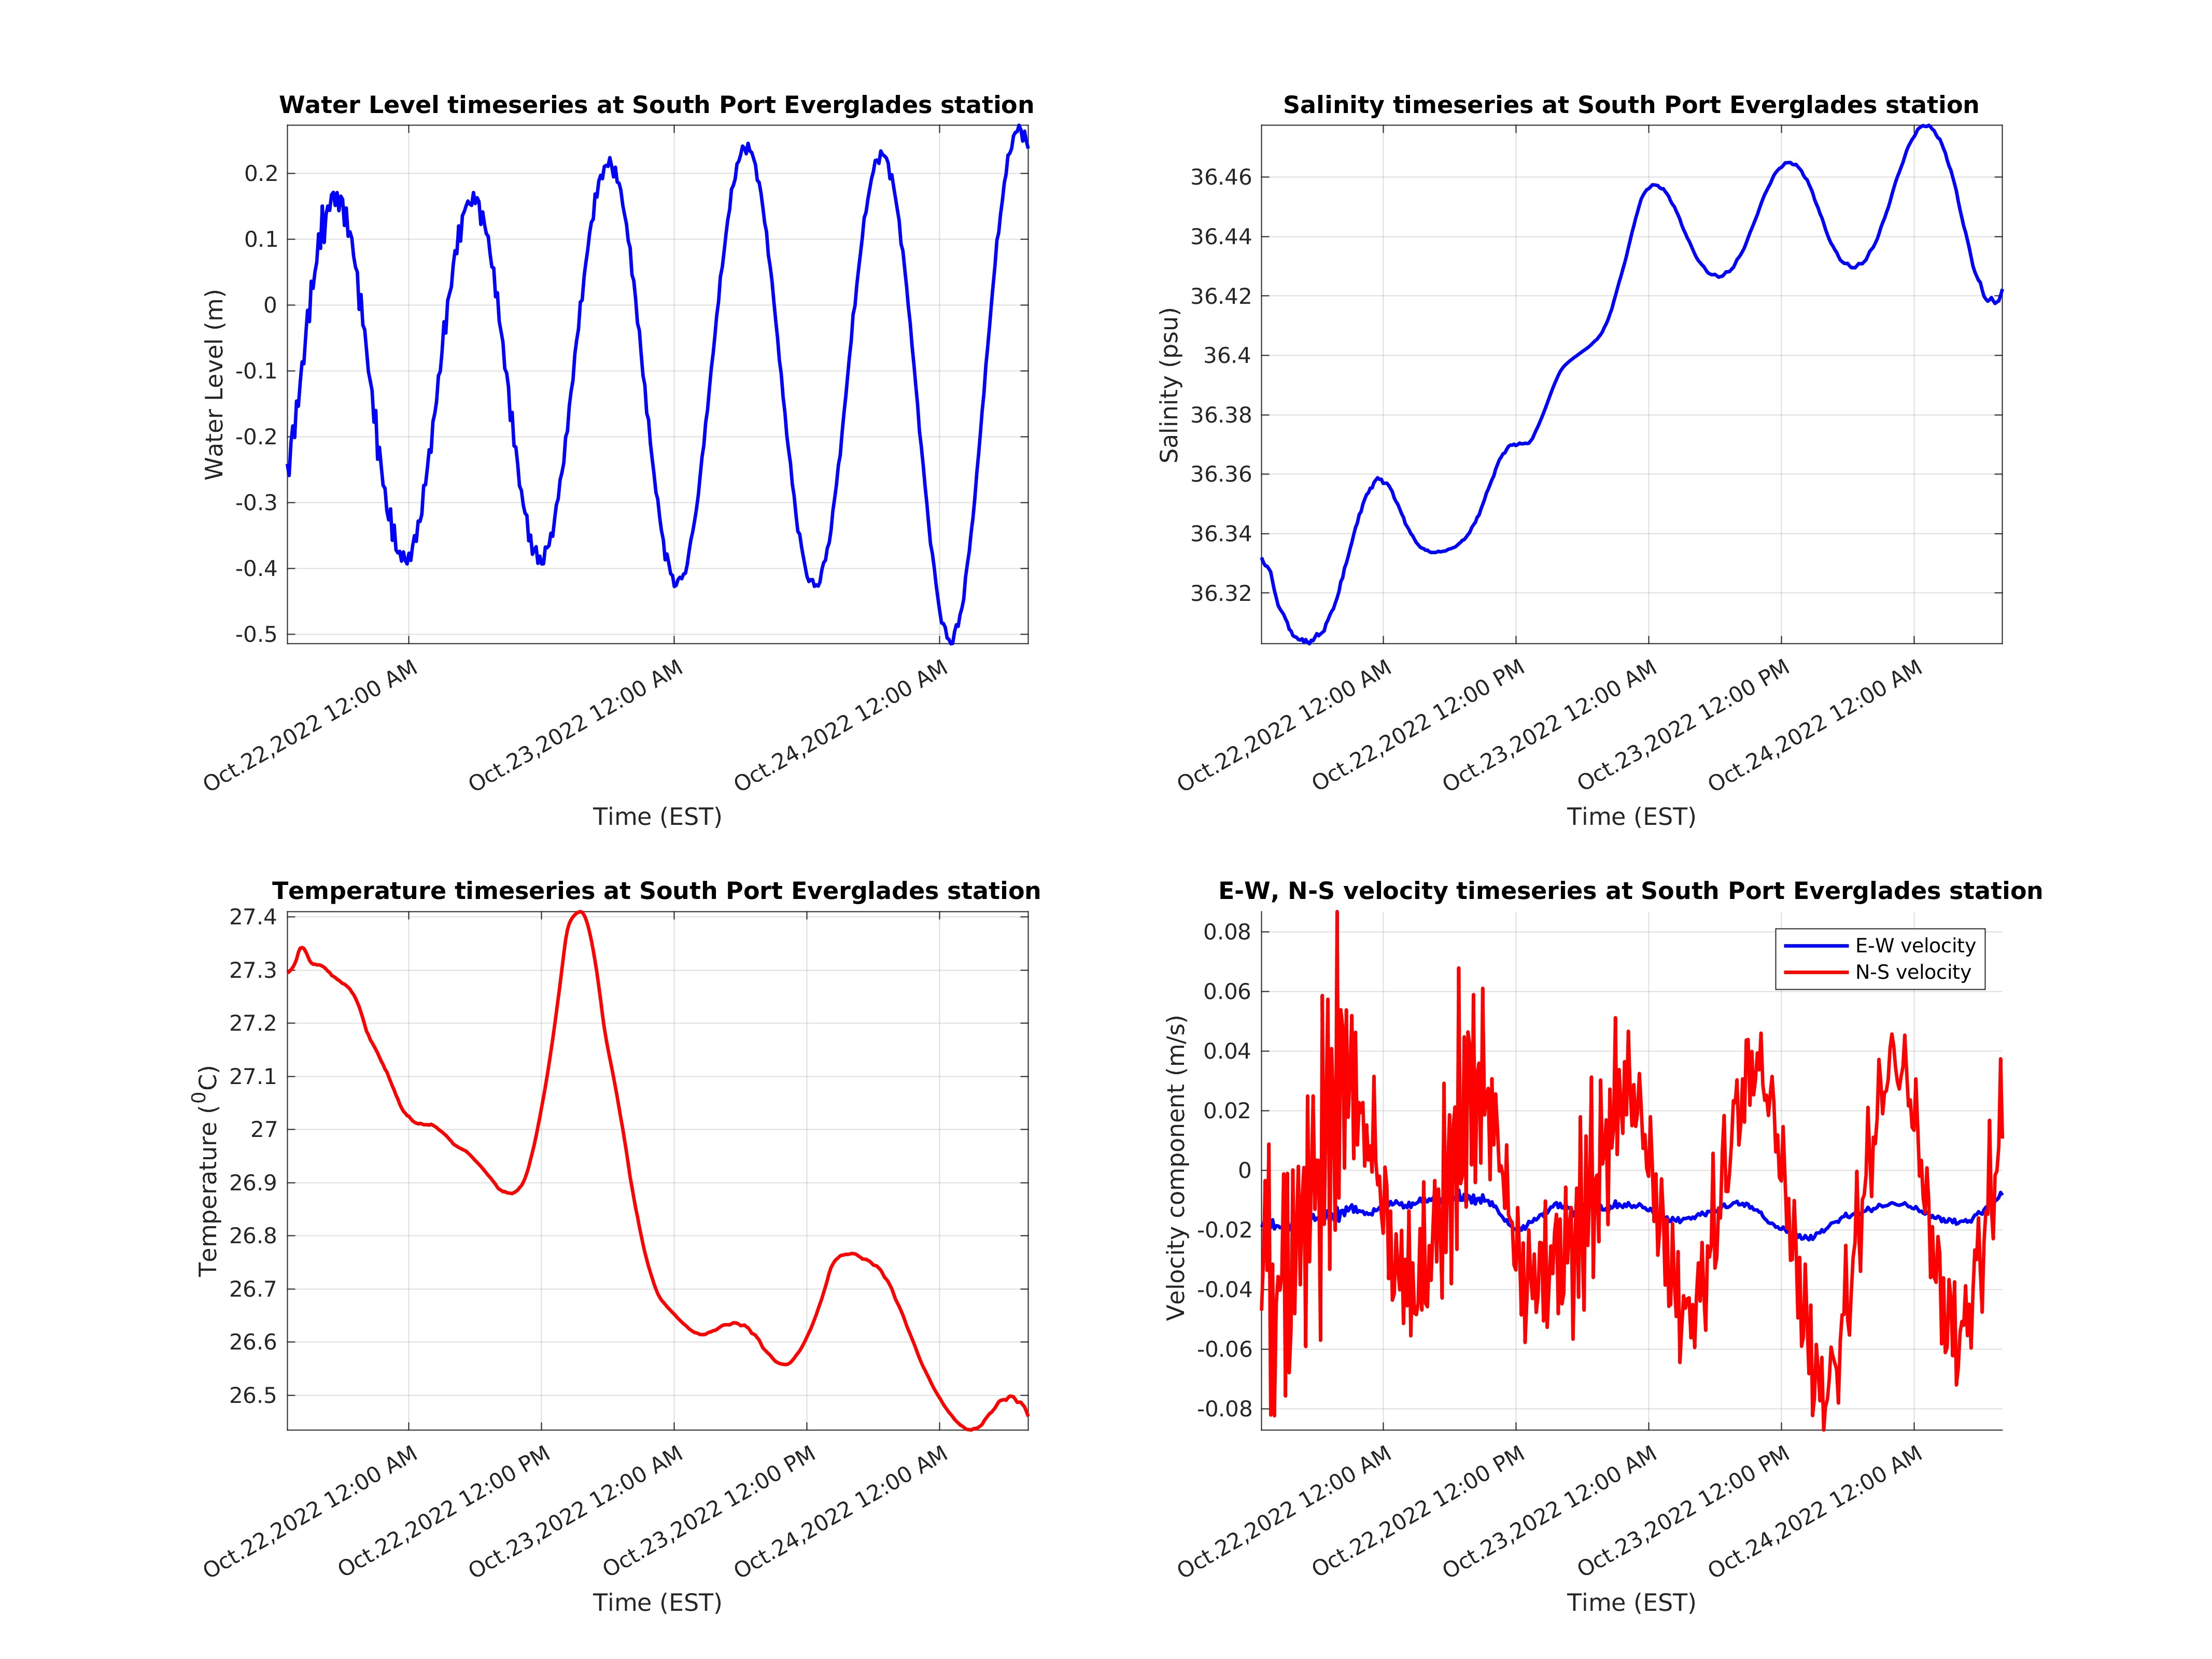 Water Level timeseries at South Port Everglades station
Water Level (m)
0.2
0.1
0
-0.1
-0.2
-0.3
-0.4
-0.5
Oct.22,2022 12:00 AM
Oct.23,2022 12:00 AM
Oct.24,2022 12:00 AM
Time (EST)
Salinity timeseries at South Port Everglades station
Salinity (psu)
36.46
36.44
36.42
36.4
36.38
36.36
36.34
36.32
Oct.22,2022 12:00 AM
Oct.22,2022 12:00 PM
Oct.23,2022 12:00 AM
Oct.23,2022 12:00 PM
Oct.24,2022 12:00 AM
Time (EST)
Temperature timeseries at South Port Everglades station
Temperature (⁰C)
27.4
27.3
27.2
27.1
27
26.9
26.8
26.7
26.6
26.5
Oct.22,2022 12:00 AM
Oct.22,2022 12:00 PM
Oct.23,2022 12:00 AM
Oct.23,2022 12:00 PM
Oct.24,2022 12:00 AM
Time (EST)
E-W, N-S velocity timeseries at South Port Everglades station
Velocity component (m/s)
0.08
0.06
0.04
0.02
0
-0.02
-0.04
-0.06
-0.08
E-W velocity
N-S velocity
Oct.22,2022 12:00 AM
Oct.22,2022 12:00 PM
Oct.23,2022 12:00 AM
Oct.23,2022 12:00 PM
Oct.24,2022 12:00 AM
Time (EST)